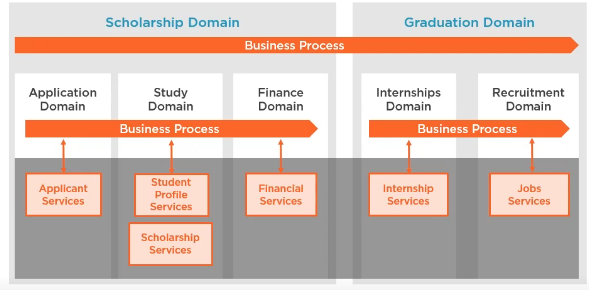 Scholarship Domain
Graduation Domain
Business Process
Application
Domain
Study
Domain
Finance
Domain
Internships
Domain
Recruitment
Domain
Business Process
Business Process
Applicant
Services
Student
Profile
Services
Financial
Services
Internship
Services
Jobs
Services
Scholarship
Services